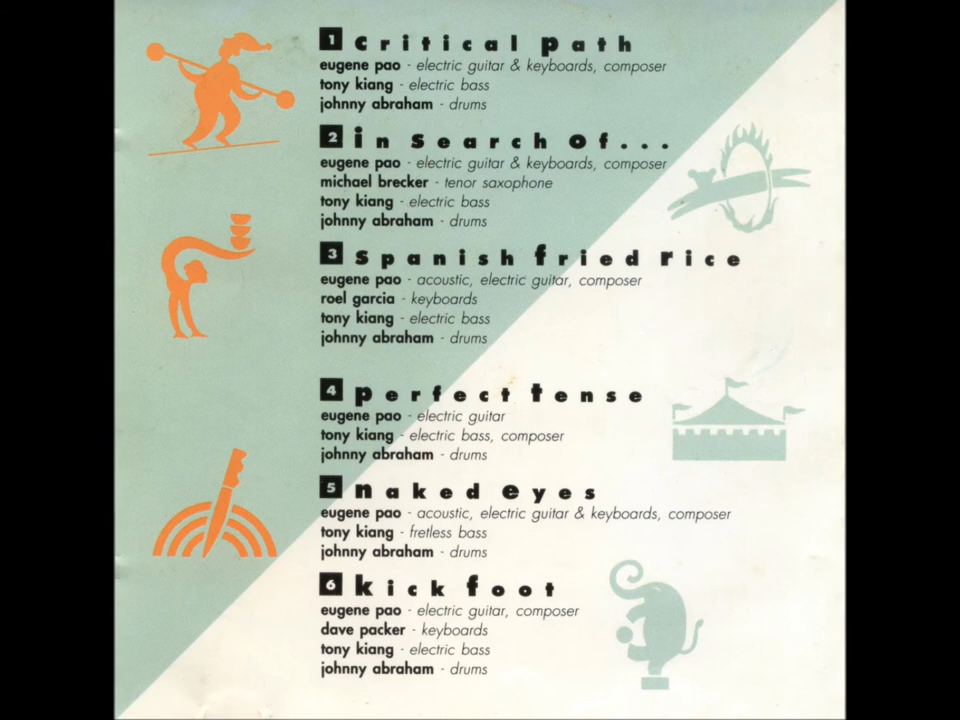 1 critical path
eugene pao - electric guitar & keyboards, composer
tony kiang - electric bass
johnny abraham - drums
2 in search of...
eugene pao - electric guitar & keyboards, composer
michael brecker - tenor saxophone
tony kiang - electric bass
johnny abraham - drums
3 spanish fried rice
eugene pao - acoustic, electric guitar, composer
roel garcia - keyboards
tony kiang - electric bass
johnny abraham - drums
4 perfect tense
eugene pao - electric guitar
tony kiang - electric bass, composer
johnny abraham - drums
5 naked eyes
eugene pao - acoustic, electric guitar & keyboards, composer
tony kiang - fretless bass
johnny abraham - drums
6 kick foot
eugene pao - electric guitar, composer
dave packer - keyboards
tony kiang - electric bass
johnny abraham - drums